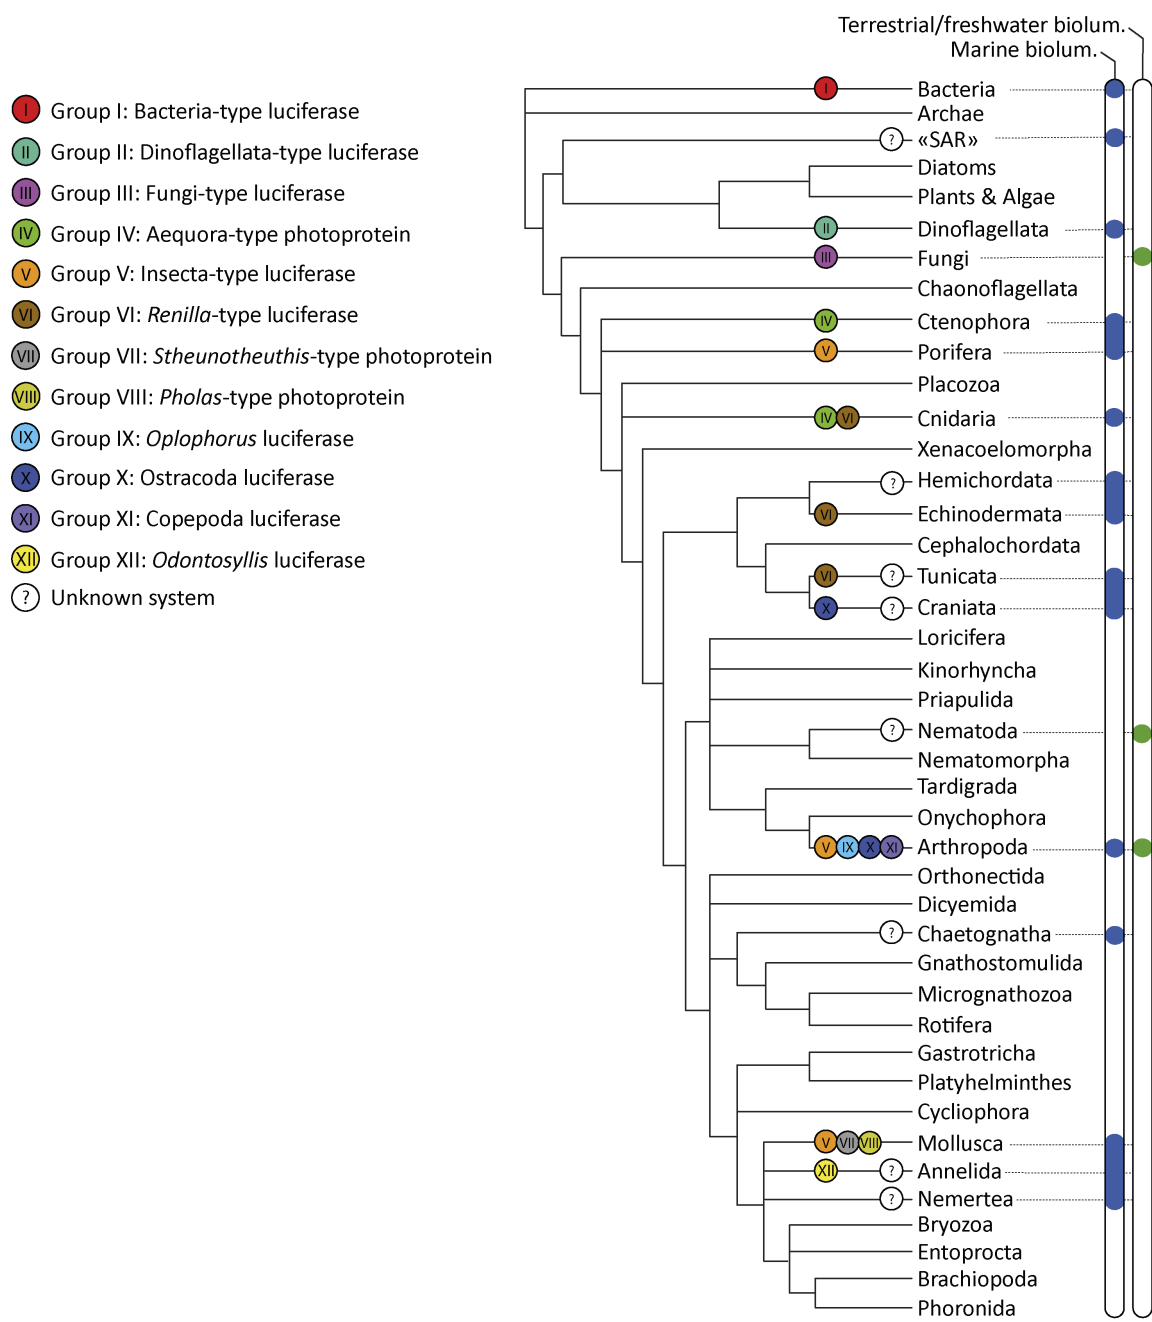 Terrestrial/freshwater biolum.
Marine biolum.
I Group I: Bacteria-type luciferase
II Group II: Dinoflagellata-type luciferase
III Group III: Fungi-type luciferase
IV Group IV: Aequora-type photoprotein
V Group V: Insecta-type luciferase
VI Group VI: Renilla-type luciferase
VII Group VII: Stheunotheuthis-type photoprotein
VIII Group VIII: Pholas-type photoprotein
IX Group IX: Oplophorus luciferase
X Group X: Ostracoda luciferase
XI Group XI: Copepoda luciferase
XII Group XII: Odontosyllis luciferase
? Unknown system
I Bacteria
Archae
? «SAR»
Diatoms
Plants & Algae
II Dinoflagellata
III Fungi
Chaonoflagellata
IV Ctenophora
V Porifera
Placozoa
IV VI Cnidaria
Xenacoelomorpha
? Hemichordata
VI Echinodermata
Cephalochordata
VI ? Tunicata
X ? Craniata
Loricifera
Kinorhyncha
Priapulida
? Nematoda
Nematomorpha
Tardigrada
Onychophora
V IX X XI Arthropoda
Orthonectida
Dicyemida
? Chaetognatha
Gnathostomulida
Micrognathozoa
Rotifera
Gastrotricha
Platyhelminthes
Cycliophora
V VII VIII Mollusca
XII ? Annelida
? Nemertea
Bryozoa
Entoprocta
Brachiopoda
Phoronida